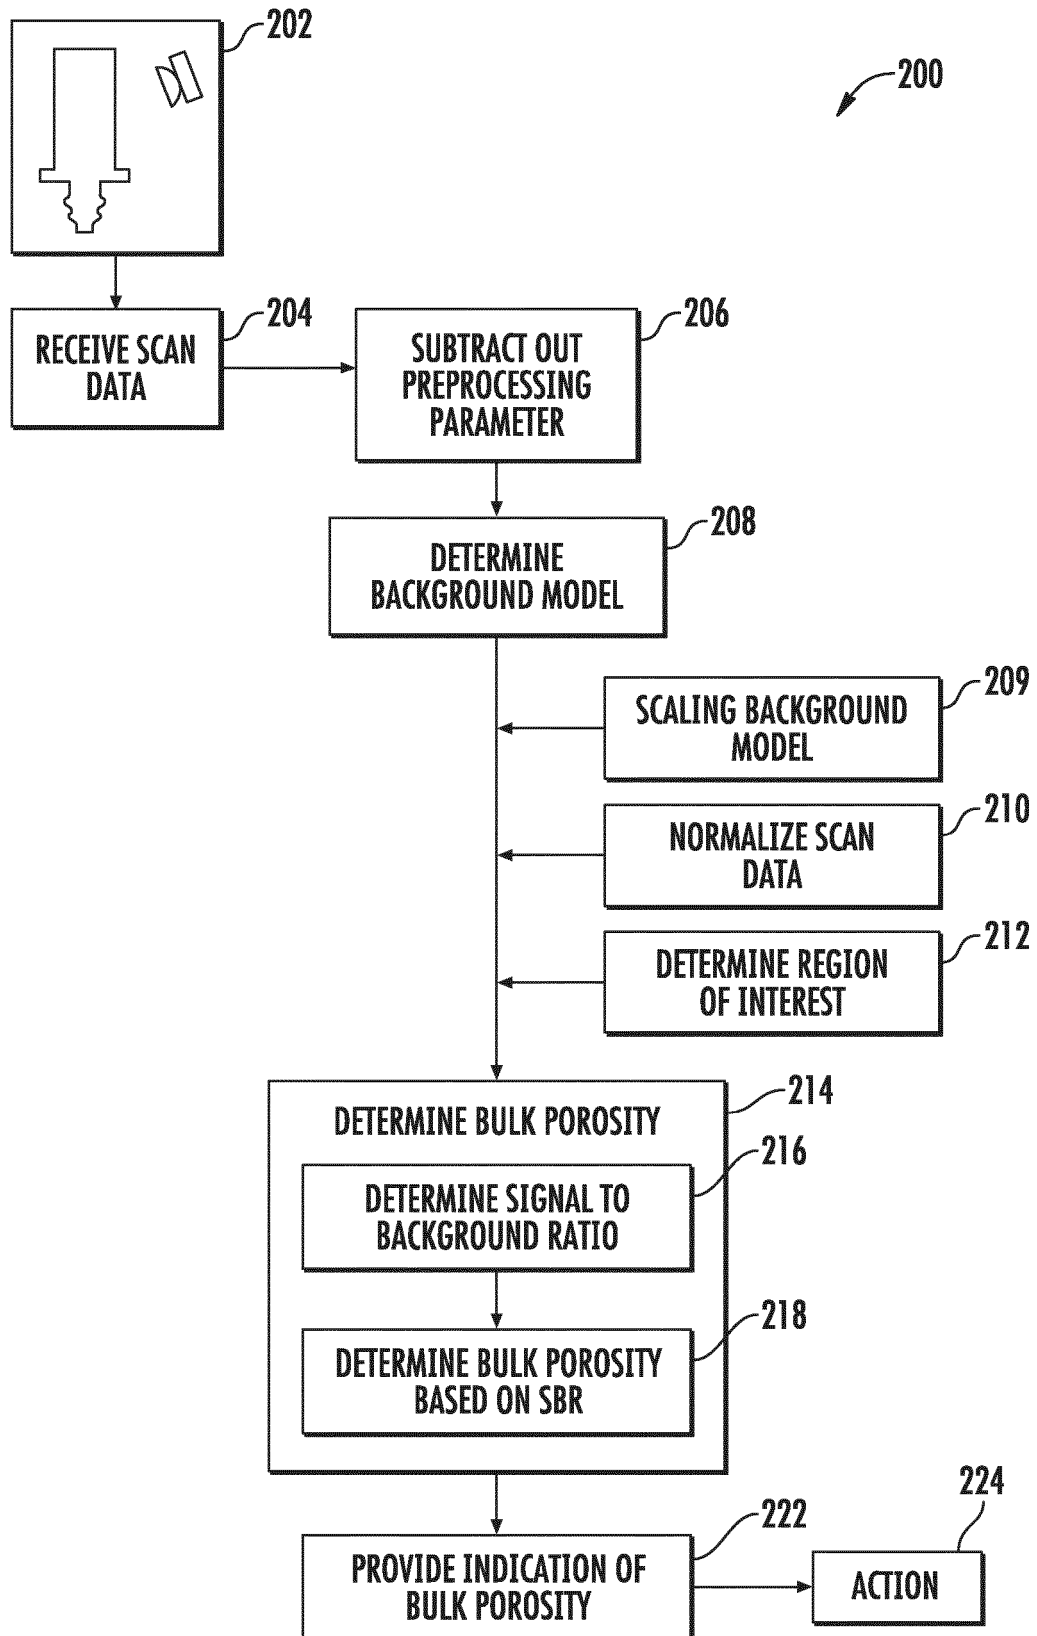 202
200
204
RECEIVE SCAN
DATA
206
SUBTRACT OUT
PREPROCESSING
PARAMETER
208
DETERMINE
BACKGROUND MODEL
209
SCALING BACKGROUND
MODEL
210
NORMALIZE SCAN
DATA
212
DETERMINE REGION
OF INTEREST
214
DETERMINE BULK POROSITY
216
DETERMINE SIGNAL TO
BACKGROUND RATIO
218
DETERMINE BULK POROSITY
BASED ON SBR
222
PROVIDE INDICATION OF
BULK POROSITY
224
ACTION